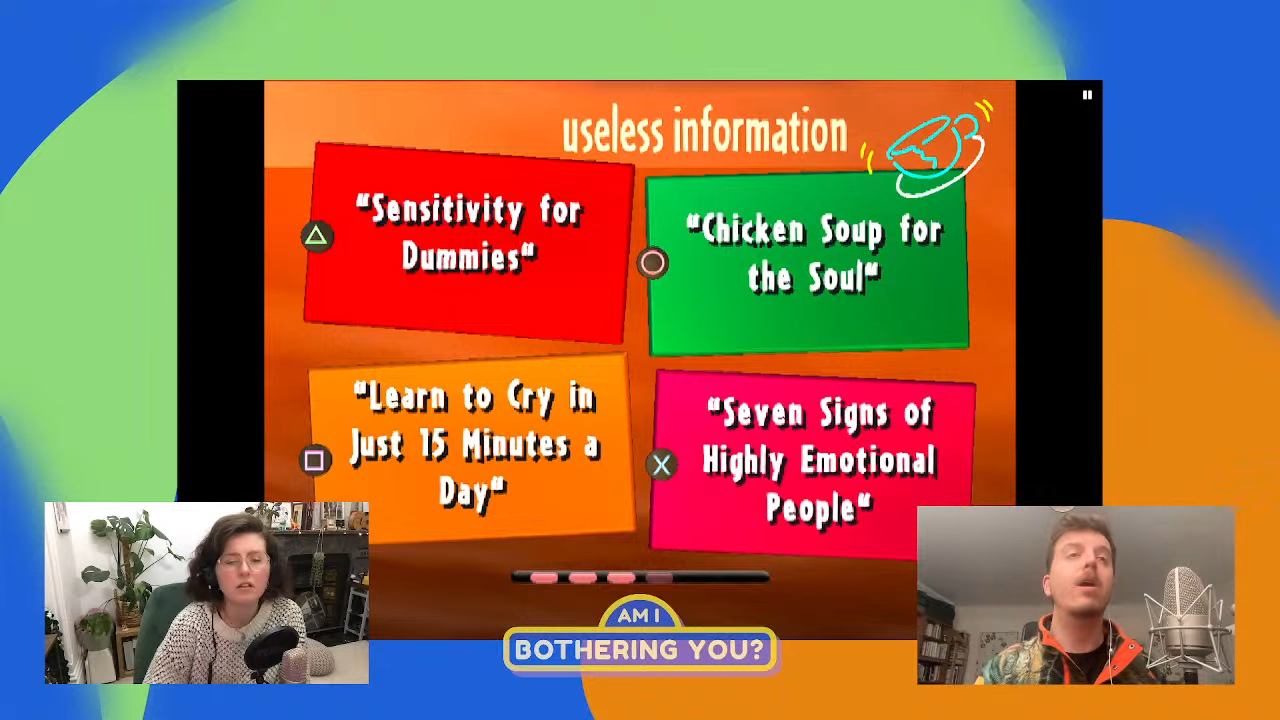 useless information
"Sensitivity for
Dummies"
"Chicken Soup for
the Soul"
"Learn to Cry in
Just 15 Minutes a
Day"
"Seven Signs of
Highly Emotional
People"
AM I
BOTHERING YOU?